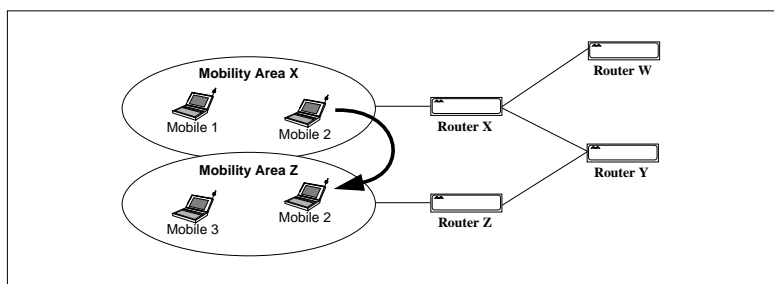 Mobility Area X
Mobile 1
Mobile 2
Router X
Router W
Mobility Area Z
Mobile 3
Mobile 2
Router Z
Router Y